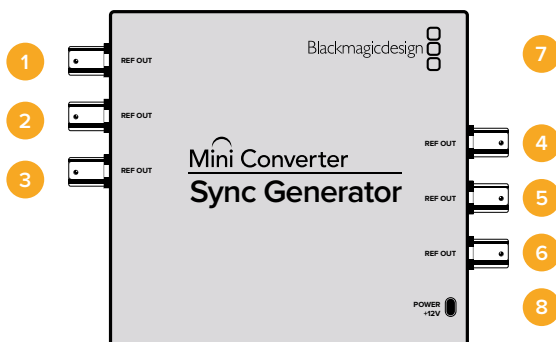 1
REF OUT
Blackmagicdesign
7
2
REF OUT
REF OUT
4
3
REF OUT
Mini Converter
Sync Generator
REF OUT
5
REF OUT
6
POWER
+12V
8